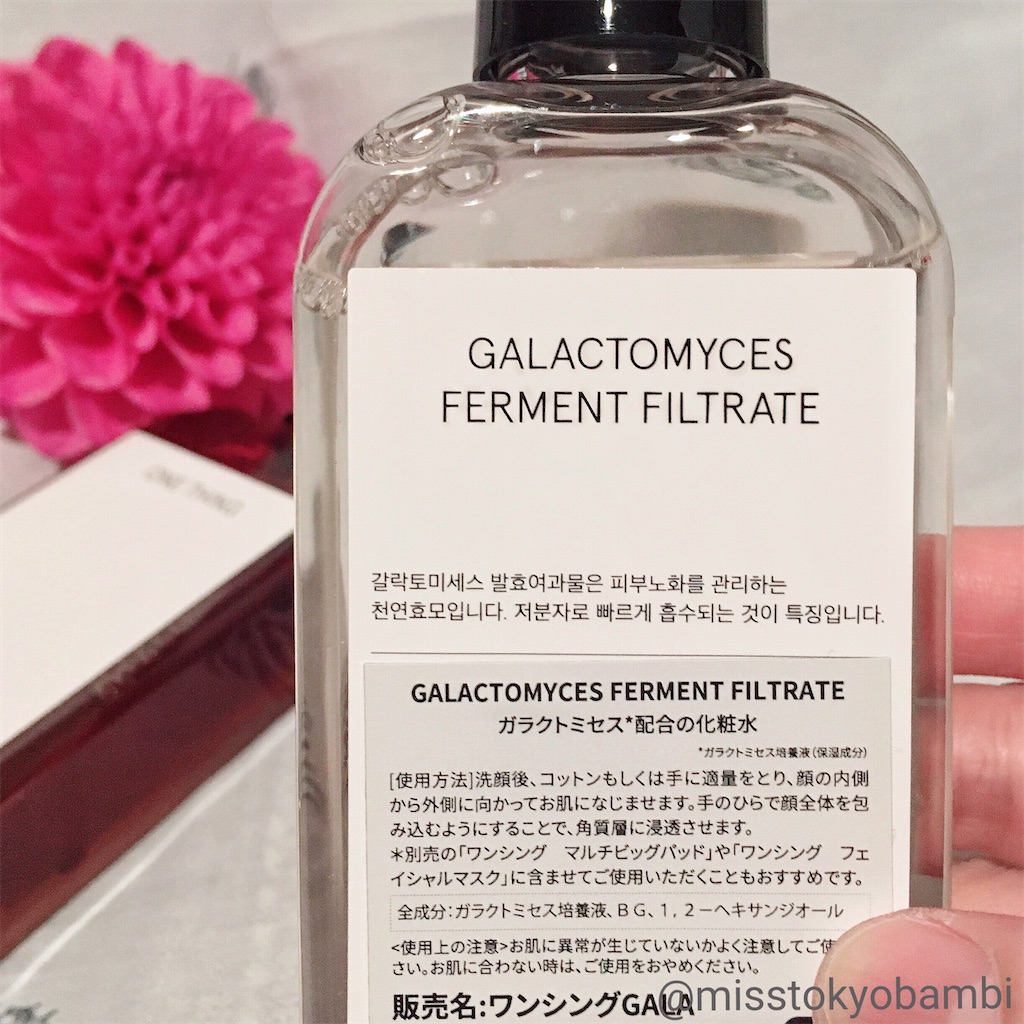 GALACTOMYCES
FERMENT FILTRATE
갈락토미세스 발효여과물은 피부노화를 관리하는
천연효모입니다. 저분자로 빠르게 흡수되는 것이 특징입니다.
GALACTOMYCES FERMENT FILTRATE
ガラクトミセス*配合の化粧水
*ガラクトミセス培養液(保湿成分)
[使用方法]洗顔後、コットンもしくは手に適量をとり、顔の内側
から外側に向かってお肌になじませます。手のひらで顔全体を包
み込むようにすることで、角質層に浸透させます。
＊別売の「ワンシング　マルチビッグパッド」や「ワンシング　フェ
イシャルマスク」に含ませてご使用いただくこともおすすめです。
全成分:ガラクトミセス培養液、ＢＧ、１，２－ヘキサンジオール
<使用上の注意>お肌に異常が生じていないかよく注意してご使
さい。お肌に合わない時は、ご使用をおやめください。
販売名:ワンシングGALA
ONE THING
@misstokyobambi